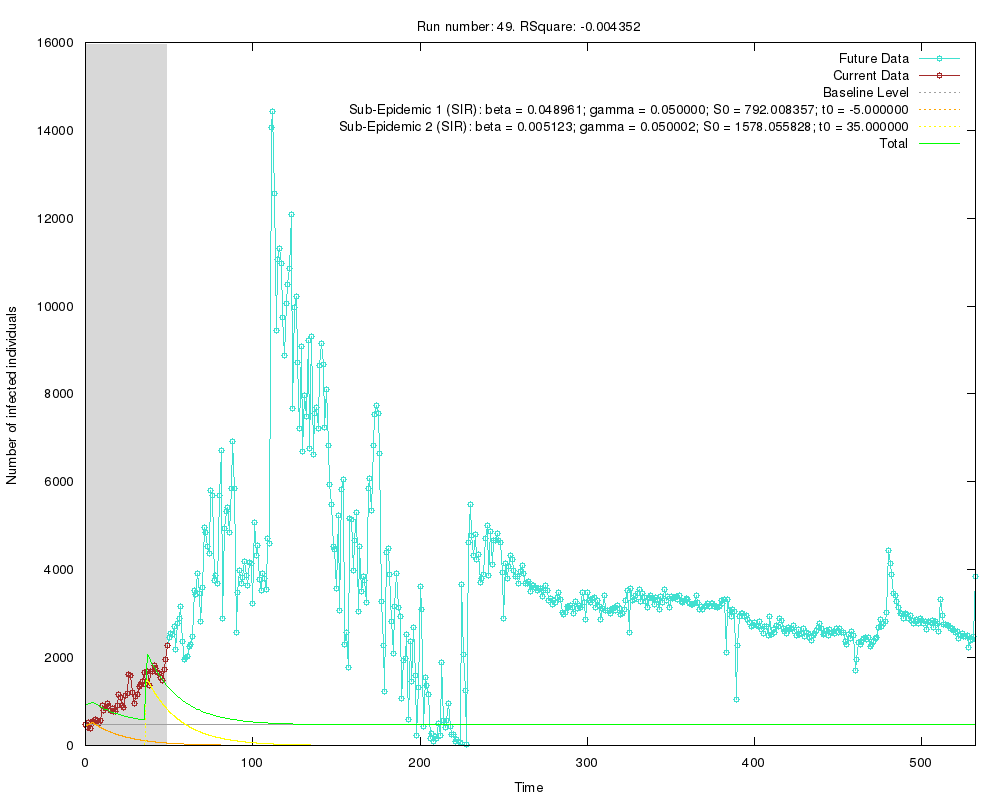 Run number: 49. RSquare: -0.004352
16000
14000
12000
10000
8000
6000
4000
2000
0
Number of infected individuals
Future Data
Current Data
Baseline Level
Sub-Epidemic 1 (SIR): beta = 0.048961; gamma = 0.050000; S0 = 792.008357; t0 = -5.000000
Sub-Epidemic 2 (SIR): beta = 0.005123; gamma = 0.050002; S0 = 1578.055828; t0 = 35.000000
Total
0 100 200 300 400 500
Time